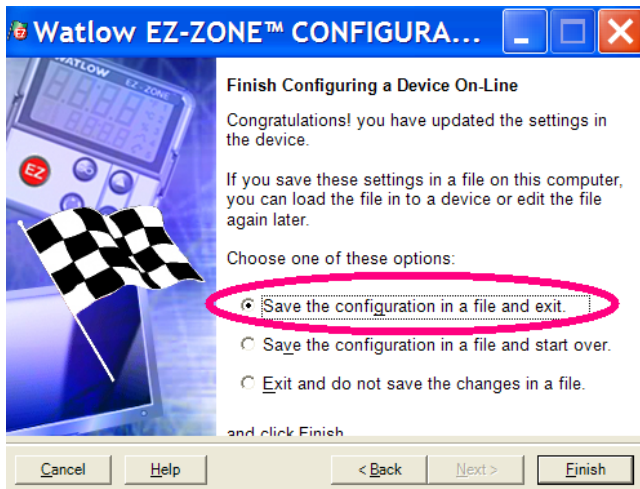 Watlow EZ-ZONE™ CONFIGURA...
WATLOW
EZ-ZONE
EZ
Finish Configuring a Device On-Line
Congratulations! you have updated the settings in
the device.
If you save these settings in a file on this computer,
you can load the file in to a device or edit the file
again later.
Choose one of these options:
Save the configuration in a file and exit.
Save the configuration in a file and start over.
Exit and do not save the changes in a file.
and click Finish
Cancel
Help
< Back
Next >
Finish